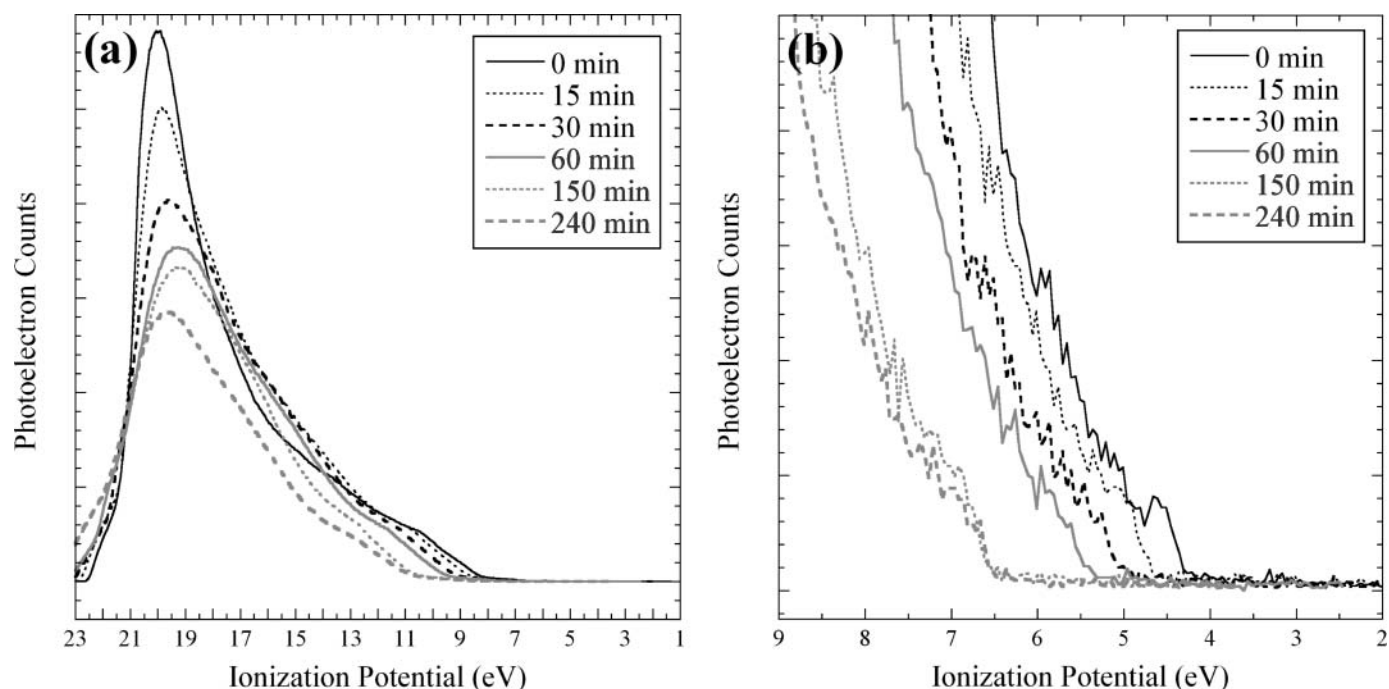 (a)
0 min
15 min
30 min
60 min
150 min
240 min
Photoelectron Counts
23 21 19 17 15 13 11 9 7 5 3 1
Ionization Potential (eV)
(b)
0 min
15 min
30 min
60 min
150 min
240 min
Photoelectron Counts
9 8 7 6 5 4 3 2
Ionization Potential (eV)